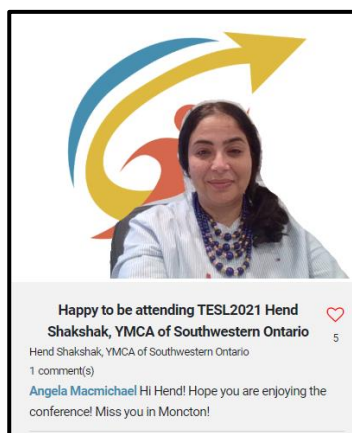 Happy to be attending TESL2021 Hend
Shakshak, YMCA of Southwestern Ontario
5
Hend Shakshak, YMCA of Southwestern Ontario
1 comment(s)
Angela Macmichael Hi Hend! Hope you are enjoying the
conference! Miss you in Moncton!